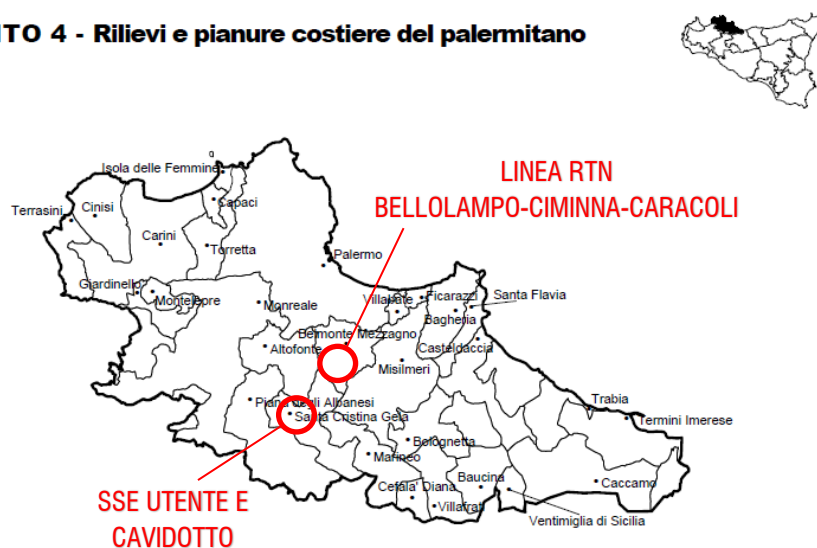 ITO 4 - Rilievi e pianure costiere del palermitano
LINEA RTN
BELLOLAMPO-CIMINNA-CARACOLI
Isola delle Femmine
Capaci
Terrasini
Cinisi
Carini
Torretta
Palermo
Giardinello
Montelepre
Monreale
Villabate
Ficarazzi
Santa Flavia
Bagheria
Belmonte Mezzagno
Altofonte
Casteldaccia
Misilmeri
Piana degli Albanesi
Santa Cristina Gela
Trabia
Termini Imerese
Bolognetta
Marineo
Cefala' Diana
Baucina
Caccamo
Villafrati
Ventimiglia di Sicilia
SSE UTENTE E
CAVIDOTTO